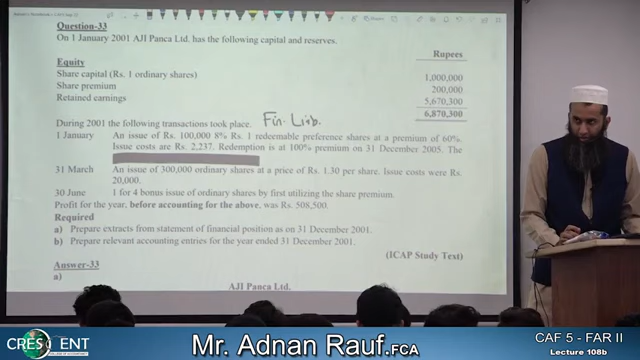 Question-33
On 1 January 2001 AJI Panca Ltd. has the following capital and reserves.
Rupees
Equity
Share capital (Rs. 1 ordinary shares) 1,000,000
Share premium 200,000
Retained earnings 5,670,300
6,870,300
During 2001 the following transactions took place. Fin. Liab.
1 January An issue of Rs. 100,000 8% Rs. 1 redeemable preference shares at a premium of 60%.
Issue costs are Rs. 2,237. Redemption is at 100% premium on 31 December 2005. The
31 March An issue of 300,000 ordinary shares at a price of Rs. 1.30 per share. Issue costs were Rs.
20,000.
30 June 1 for 4 bonus issue of ordinary shares by first utilizing the share premium.
Profit for the year, before accounting for the above, was Rs. 508,500.
Required
a) Prepare extracts from statement of financial position as on 31 December 2001.
b) Prepare relevant accounting entries for the year ended 31 December 2001.
(ICAP Study Text)
Answer-33
a)
AJI Panca Ltd.
CRESCENT
Mr. Adnan Rauf.FCA
CAF 5 - FAR II
Lecture 108b